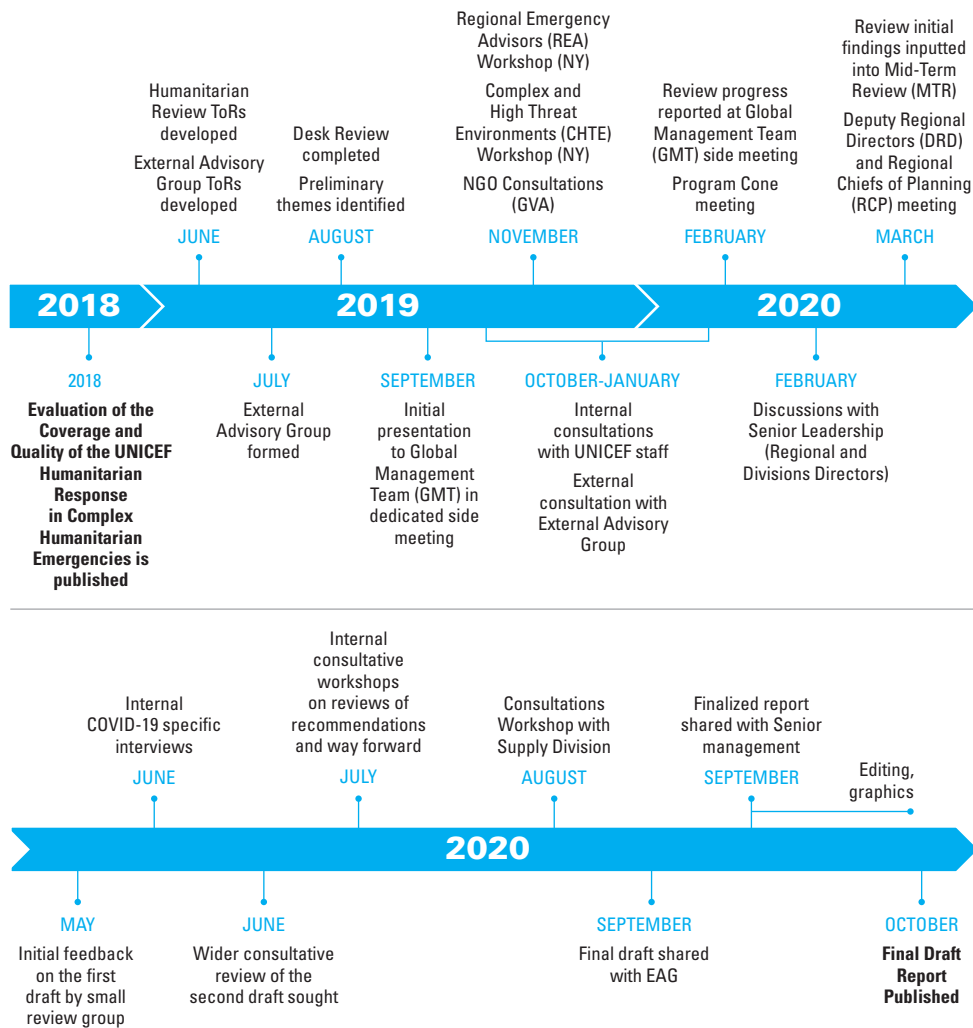 Humanitarian
Review ToRs
developed
External Advisory
Group ToRs
developed
JUNE
Desk Review
completed
Preliminary
themes identified
AUGUST
Regional Emergency
Advisors (REA)
Workshop (NY)
Complex and
High Threat
Environments (CHTE)
Workshop (NY)
NGO Consultations
(GVA)
NOVEMBER
Review progress
reported at Global
Management Team
(GMT) side meeting
Program Cone
meeting
FEBRUARY
Review initial
findings inputted
into Mid-Term
Review (MTR)
Deputy Regional
Directors (DRD)
and Regional
Chiefs of Planning
(RCP) meeting
MARCH
2018
2019
2020
2018
Evaluation of the
Coverage and
Quality of the UNICEF
Humanitarian
Response
in Complex
Humanitarian
Emergencies is
published
JULY
External
Advisory Group
formed
SEPTEMBER
Initial
presentation
to Global
Management
Team (GMT) in
dedicated side
meeting
OCTOBER-JANUARY
Internal
consultations
with UNICEF staff
External
consultation with
External Advisory
Group
FEBRUARY
Discussions with
Senior Leadership
(Regional and
Divisions Directors)
Internal
COVID-19 specific
interviews
JUNE
Internal
consultative
workshops
on reviews of
recommendations
and way forward
JULY
Consultations
Workshop with
Supply Division
AUGUST
Finalized report
shared with Senior
management
SEPTEMBER
Editing,
graphics
2020
MAY
Initial feedback
on the first
draft by small
review group
JUNE
Wider consultative
review of the
second draft sought
SEPTEMBER
Final draft shared
with EAG
OCTOBER
Final Draft
Report
Published